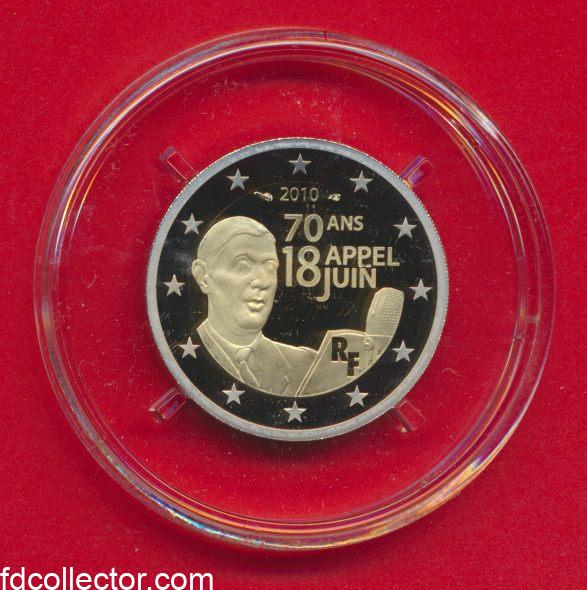 2010
70 ANS
18 APPEL
JUIN
RF
fdcollector.com